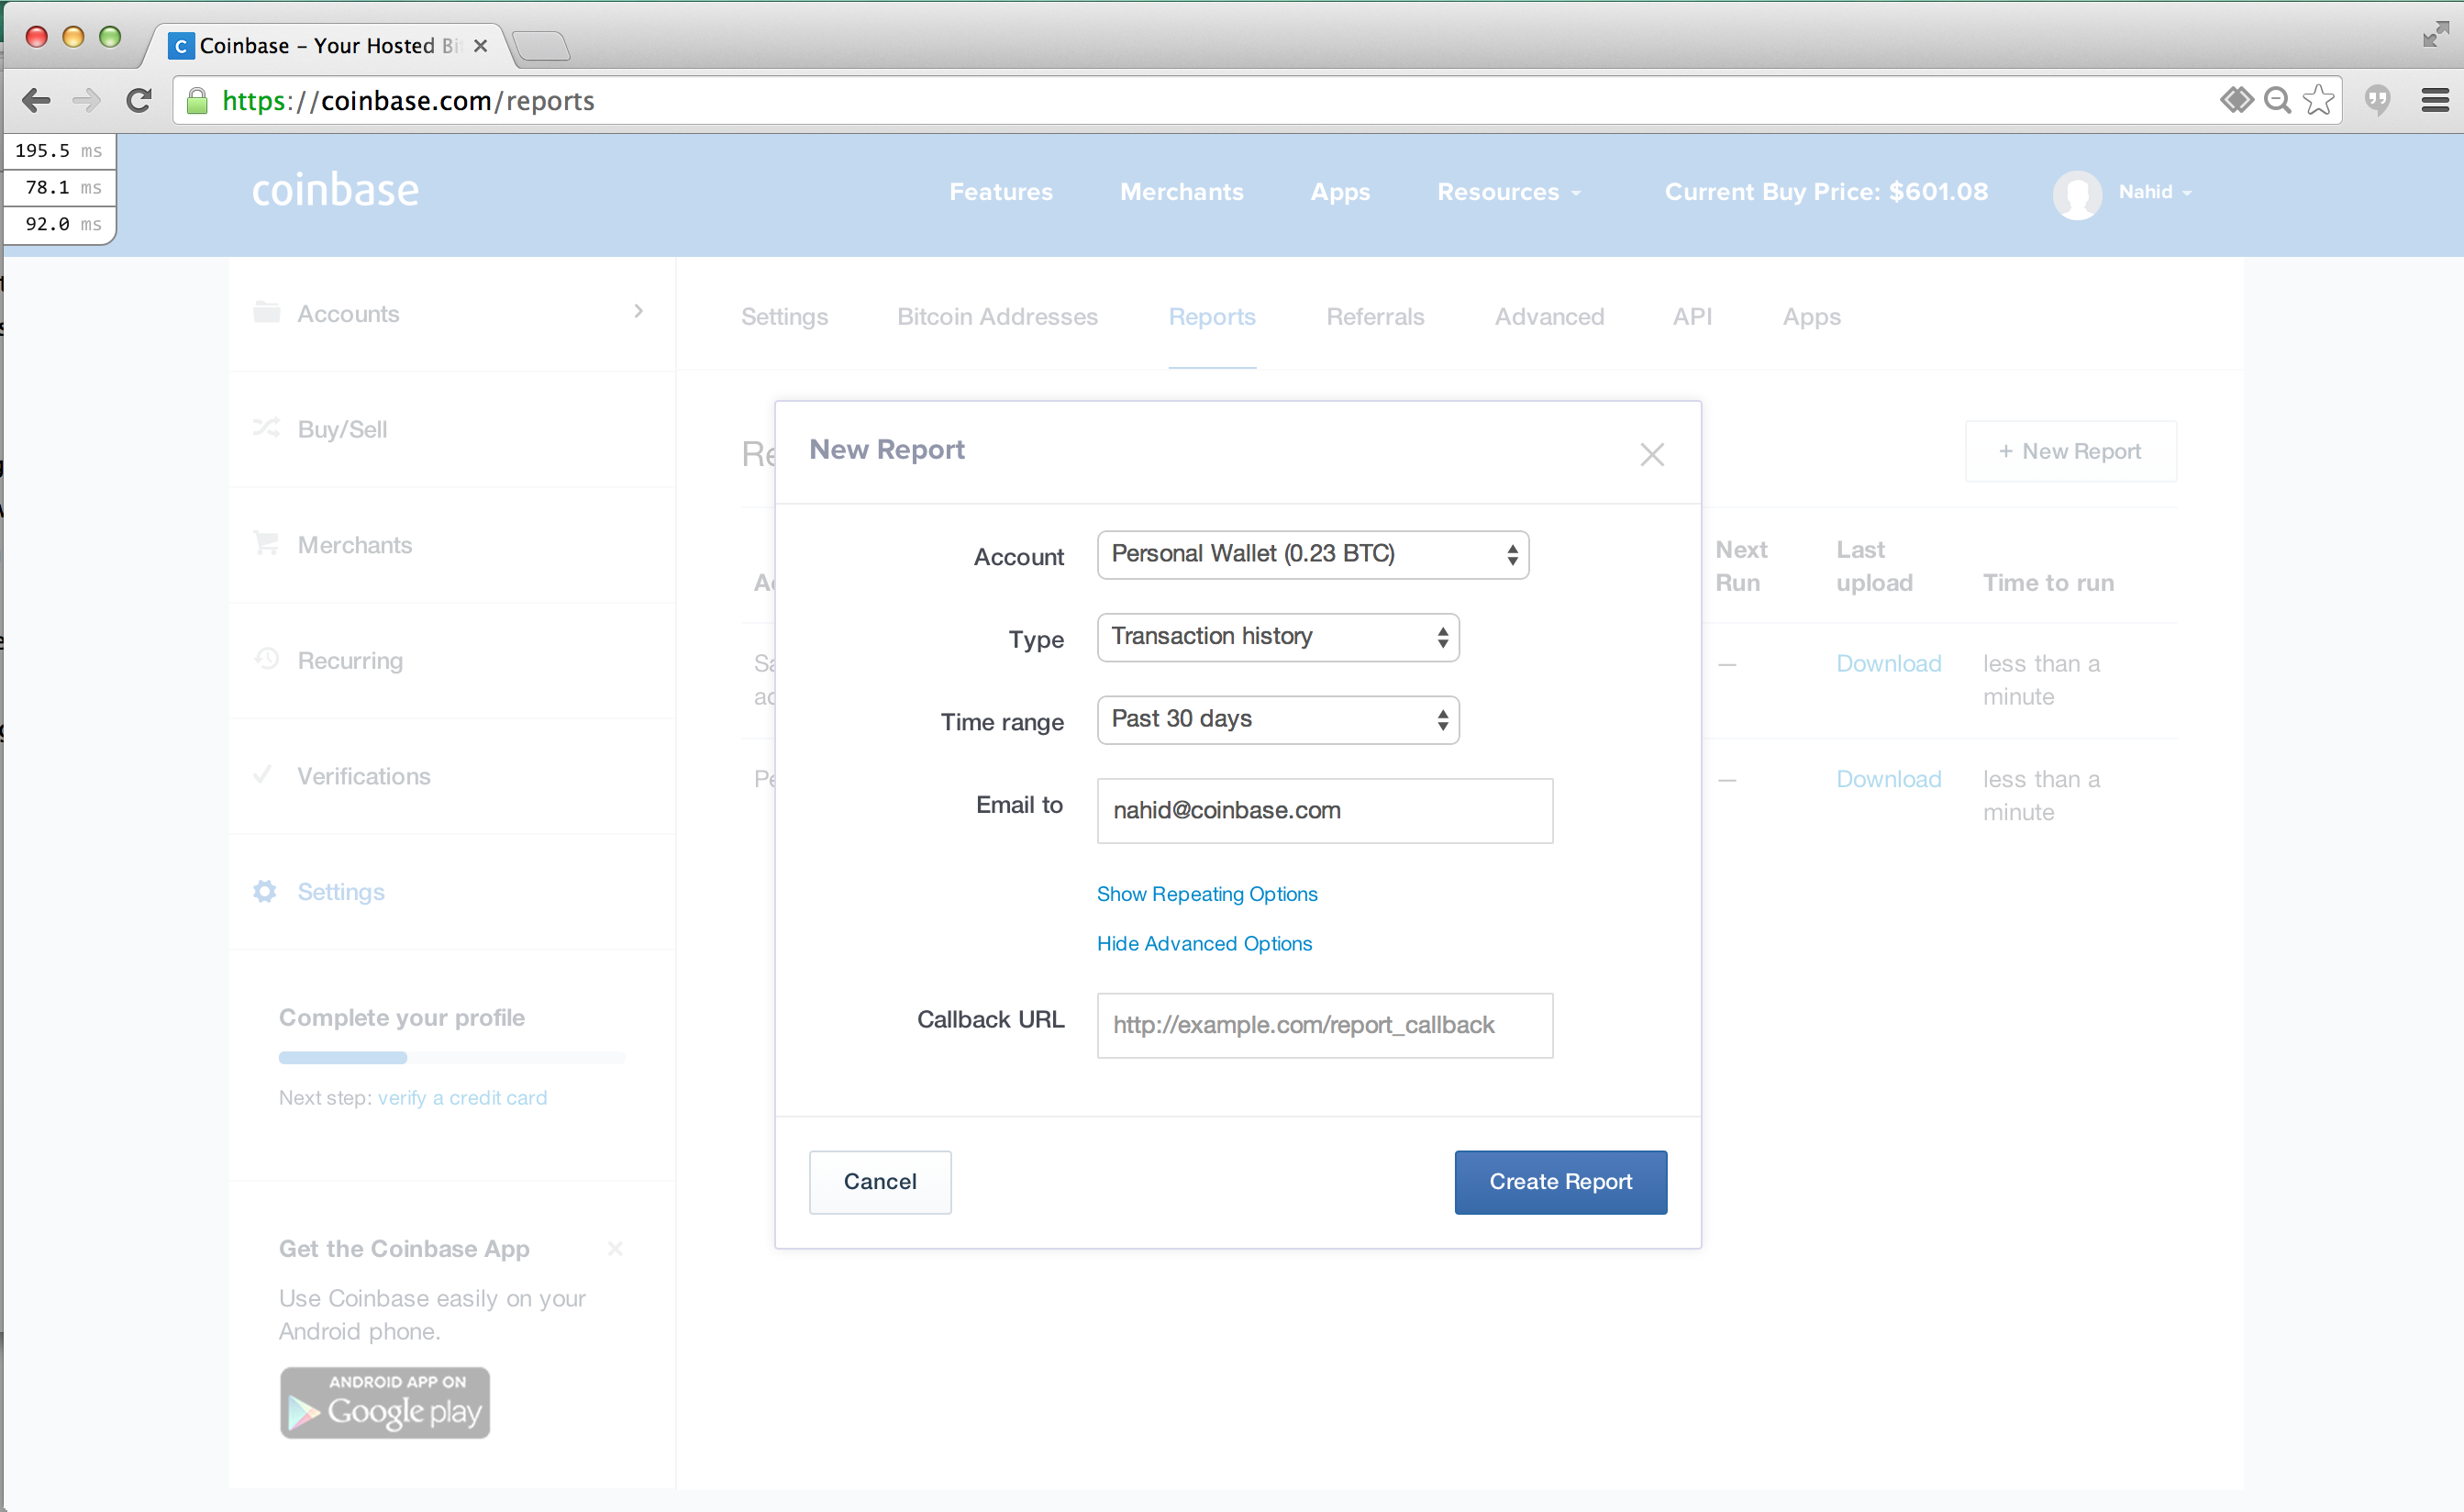 Coinbase – Your Hosted Bi
https://coinbase.com/reports
195.5 ms
78.1 ms
92.0 ms
coinbase
Features
Merchants
Apps
Resources
Current Buy Price: $601.08
Nahid
Accounts
Buy/Sell
Merchants
Recurring
Verifications
Settings
Complete your profile
Next step: verify a credit card
Get the Coinbase App
Use Coinbase easily on your
Android phone.
ANDROID APP ON
Google play
Settings
Bitcoin Addresses
Reports
Referrals
Advanced
API
Apps
+ New Report
Next
Run
Last
upload
Time to run
—
Download
less than a
minute
—
Download
less than a
minute
New Report
Account
Personal Wallet (0.23 BTC)
Type
Transaction history
Time range
Past 30 days
Email to
nahid@coinbase.com
Show Repeating Options
Hide Advanced Options
Callback URL
http://example.com/report_callback
Cancel
Create Report